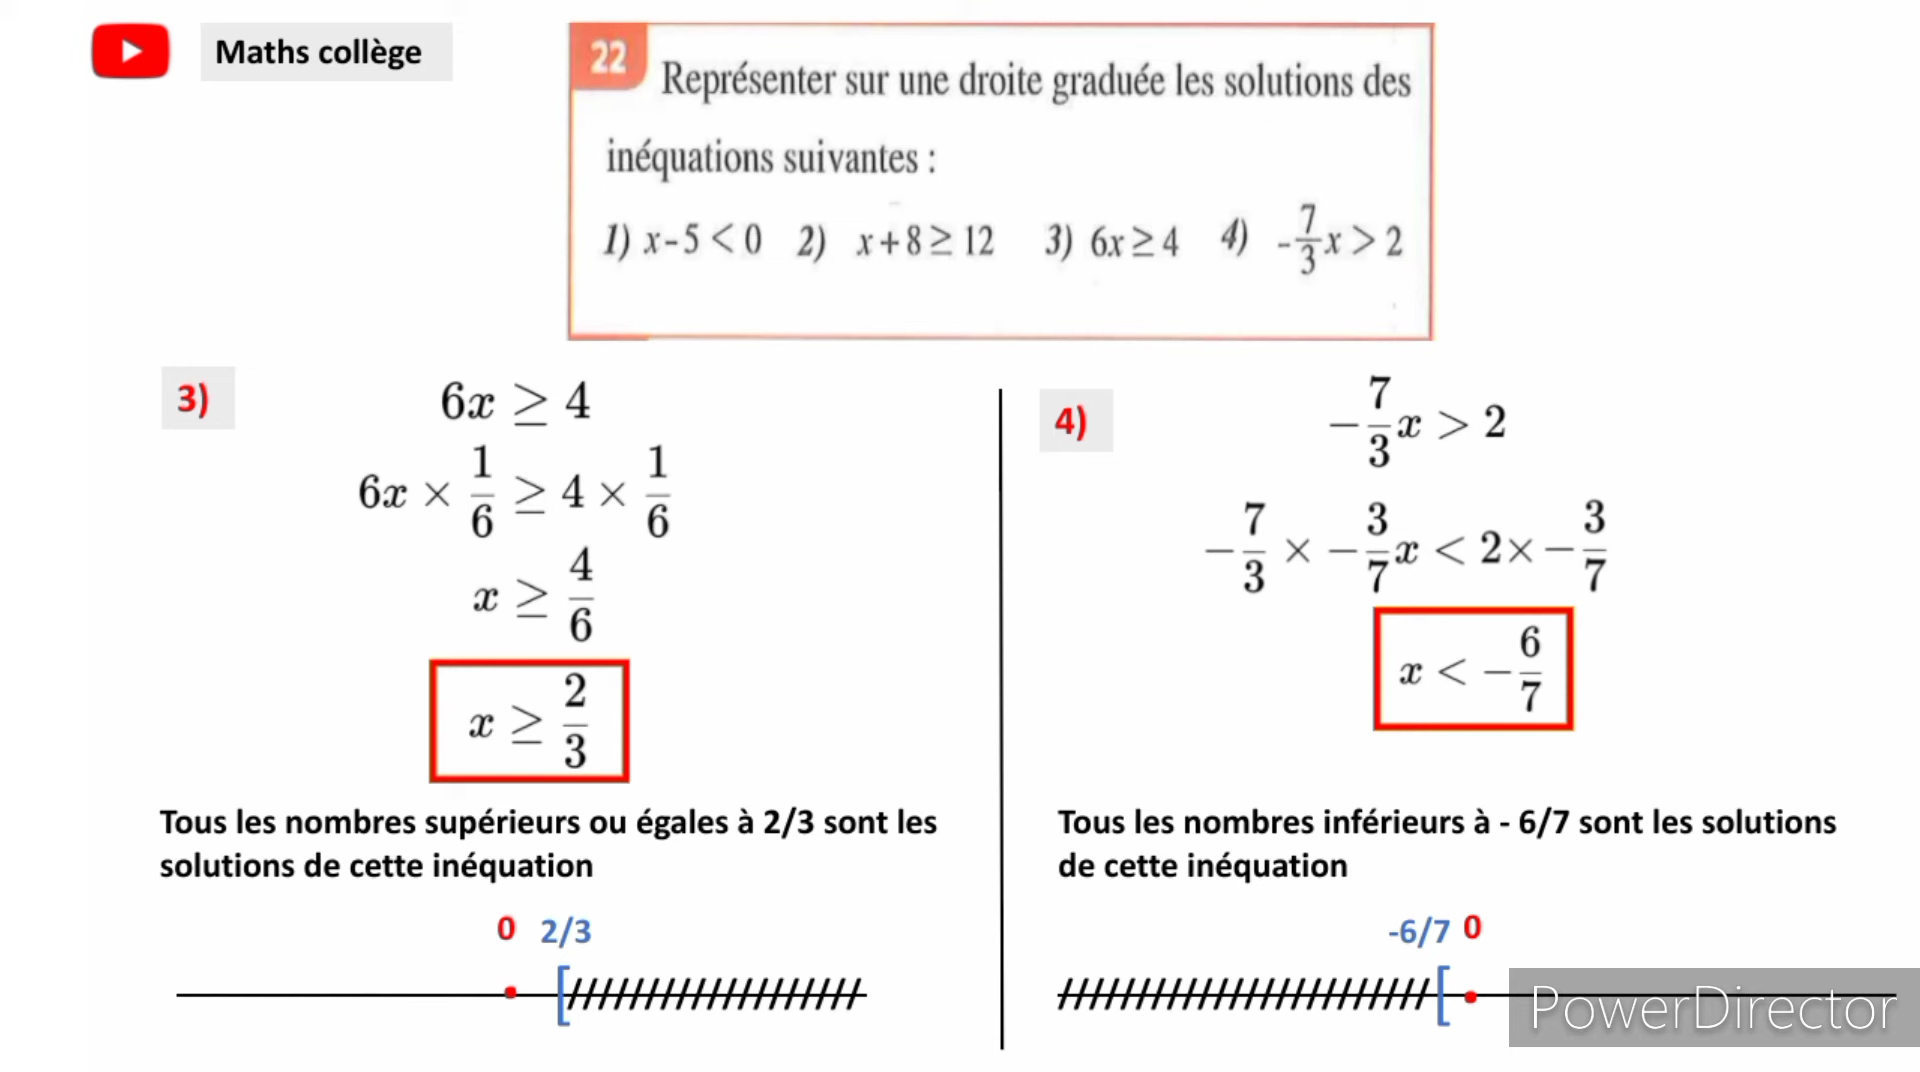 Maths collège
22
Représenter sur une droite graduée les solutions des
inéquations suivantes :
1) x-5 < 0 2) x+8 ≥ 12 3) 6x ≥ 4 4) -7/3 x > 2
3)
6x ≥ 4
6x × 1/6 ≥ 4 × 1/6
x ≥ 4/6
x ≥ 2/3
Tous les nombres supérieurs ou égales à 2/3 sont les
solutions de cette inéquation
0 2/3
4)
-7/3 x > 2
-7/3 × -3/7 x < 2× -3/7
x < -6/7
Tous les nombres inférieurs à - 6/7 sont les solutions
de cette inéquation
-6/7 0
PowerDirector